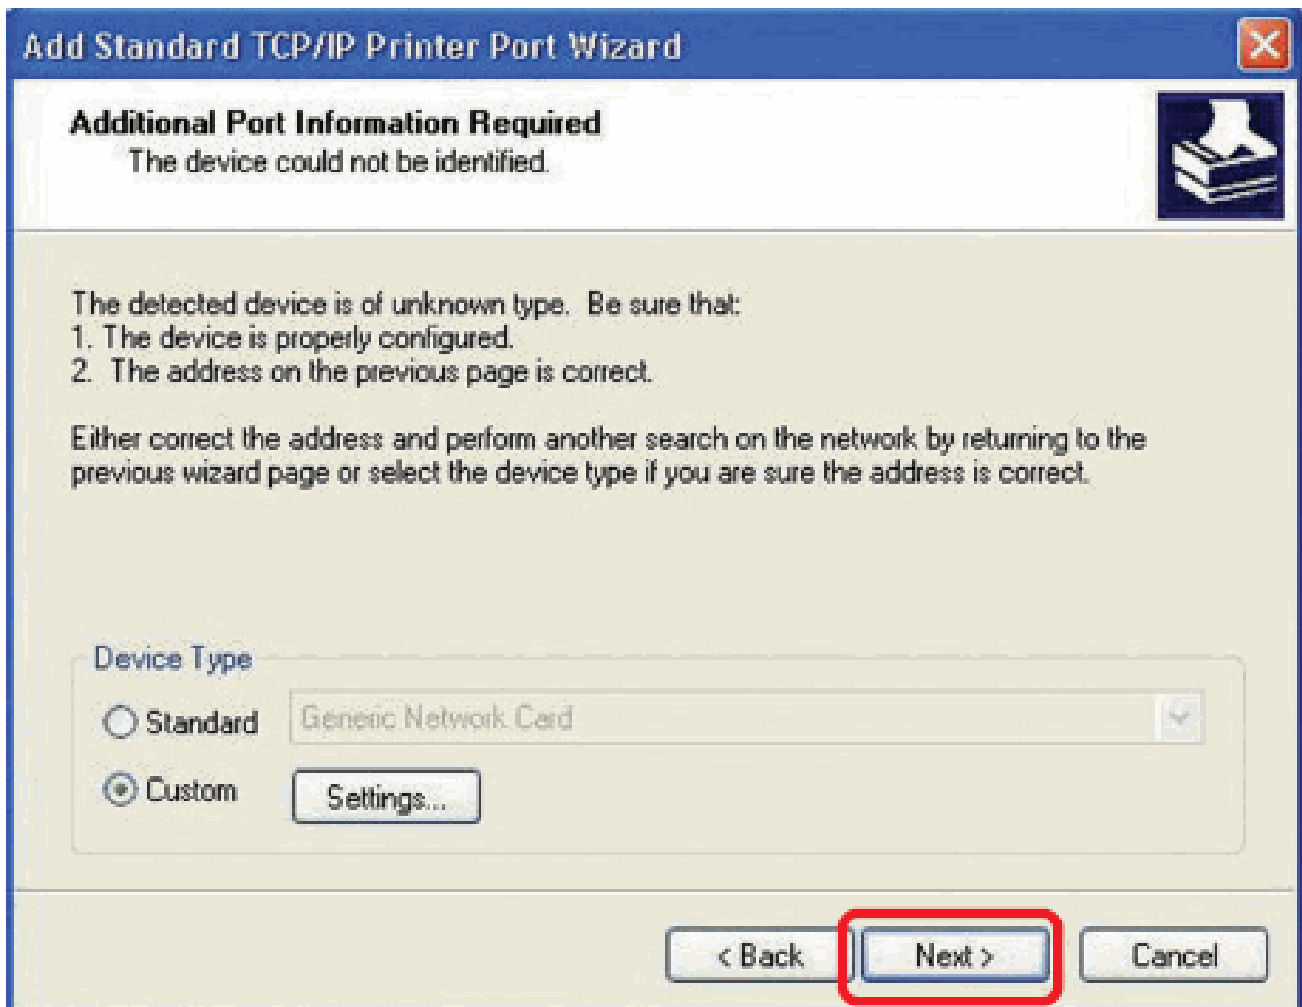 Add Standard TCP/IP Printer Port Wizard
Additional Port Information Required
The device could not be identified.
The detected device is of unknown type.  Be sure that:
1. The device is properly configured.
2.  The address on the previous page is correct.
Either correct the address and perform another search on the network by returning to the
previous wizard page or select the device type if you are sure the address is correct.
Device Type
Standard Generic Network Card
Custom Settings...
< Back Next > Cancel